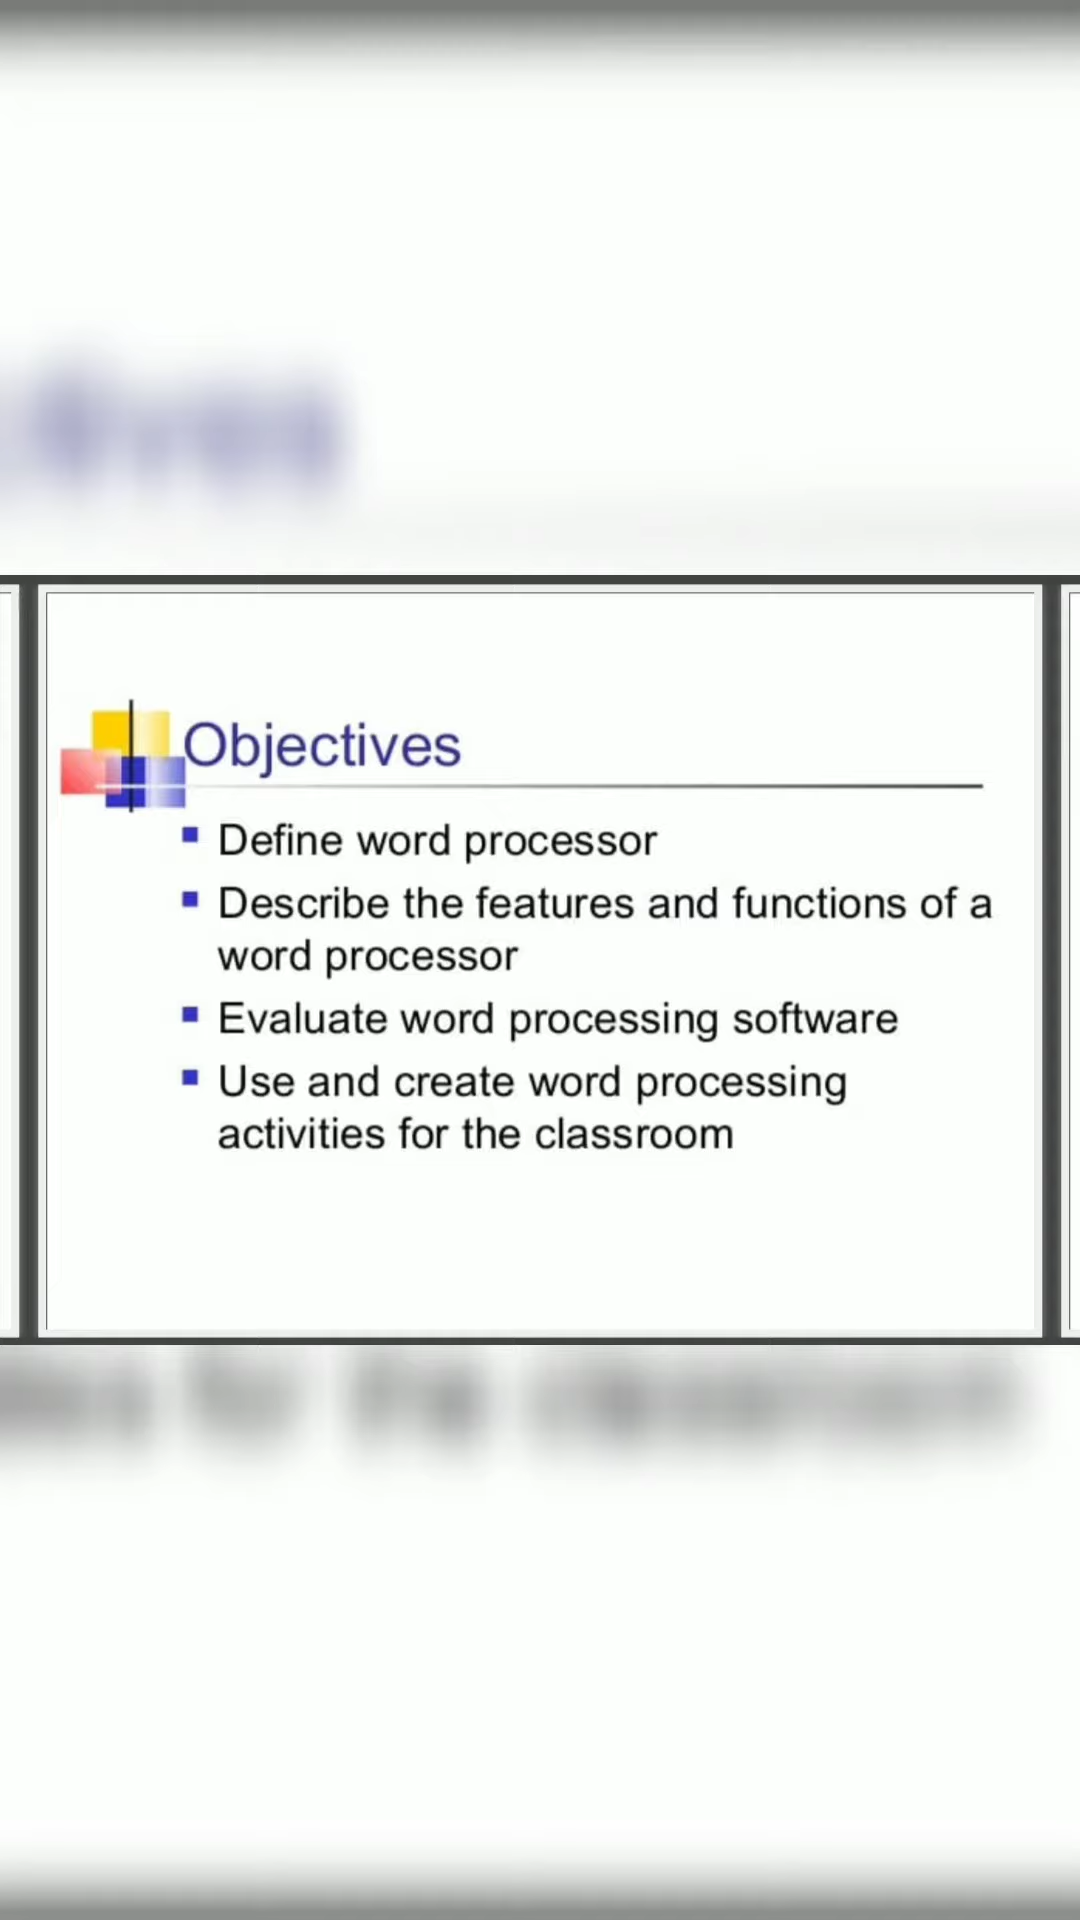 Objectives
Define word processor
Describe the features and functions of a
word processor
Evaluate word processing software
Use and create word processing
activities for the classroom